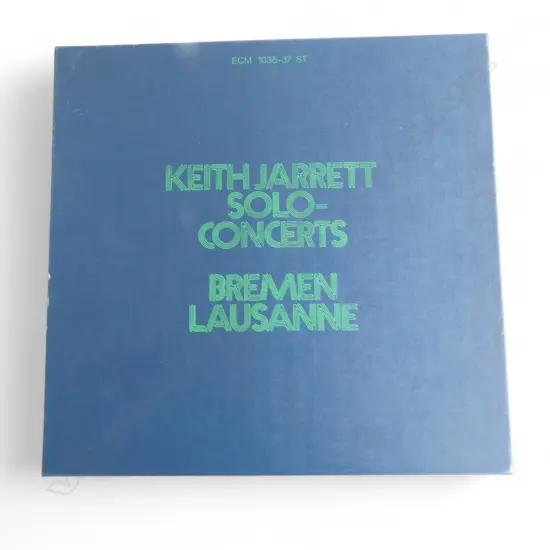 ECM 1035-37 ST
KEITH JARRETT
SOLO-
CONCERTS
BREMEN
LAUSANNE